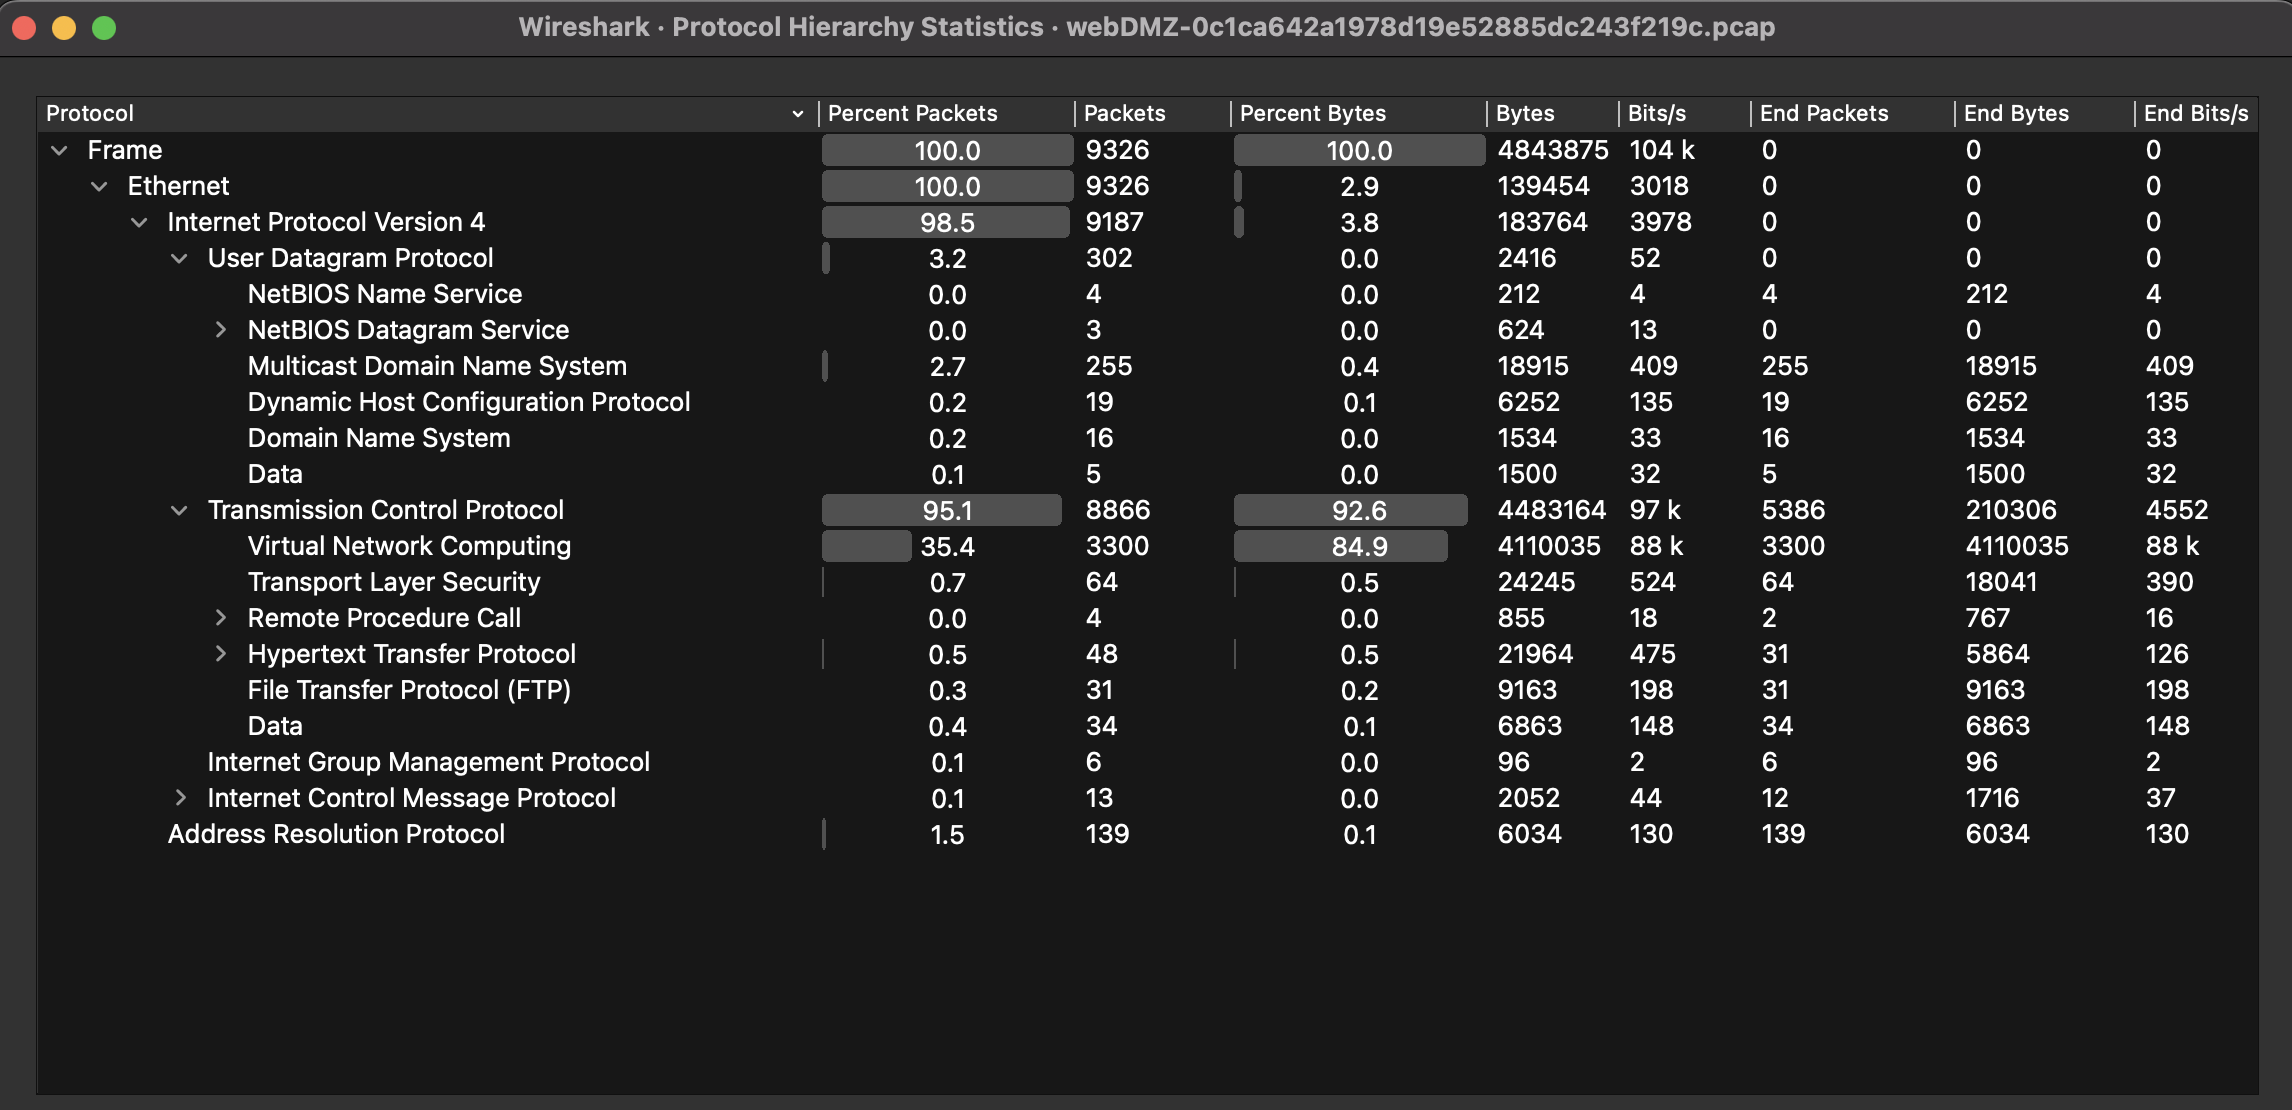 Wireshark · Protocol Hierarchy Statistics · webDMZ-0c1ca642a1978d19e52885dc243f219c.pcap
Protocol Percent Packets Packets Percent Bytes Bytes Bits/s End Packets End Bytes End Bits/s
Frame 100.0 9326 100.0 4843875 104 k 0 0 0
Ethernet 100.0 9326 2.9 139454 3018 0 0 0
Internet Protocol Version 4 98.5 9187 3.8 183764 3978 0 0 0
User Datagram Protocol 3.2 302 0.0 2416 52 0 0 0
NetBIOS Name Service 0.0 4 0.0 212 4 4 212 4
NetBIOS Datagram Service 0.0 3 0.0 624 13 0 0 0
Multicast Domain Name System 2.7 255 0.4 18915 409 255 18915 409
Dynamic Host Configuration Protocol 0.2 19 0.1 6252 135 19 6252 135
Domain Name System 0.2 16 0.0 1534 33 16 1534 33
Data 0.1 5 0.0 1500 32 5 1500 32
Transmission Control Protocol 95.1 8866 92.6 4483164 97 k 5386 210306 4552
Virtual Network Computing 35.4 3300 84.9 4110035 88 k 3300 4110035 88 k
Transport Layer Security 0.7 64 0.5 24245 524 64 18041 390
Remote Procedure Call 0.0 4 0.0 855 18 2 767 16
Hypertext Transfer Protocol 0.5 48 0.5 21964 475 31 5864 126
File Transfer Protocol (FTP) 0.3 31 0.2 9163 198 31 9163 198
Data 0.4 34 0.1 6863 148 34 6863 148
Internet Group Management Protocol 0.1 6 0.0 96 2 6 96 2
Internet Control Message Protocol 0.1 13 0.0 2052 44 12 1716 37
Address Resolution Protocol 1.5 139 0.1 6034 130 139 6034 130